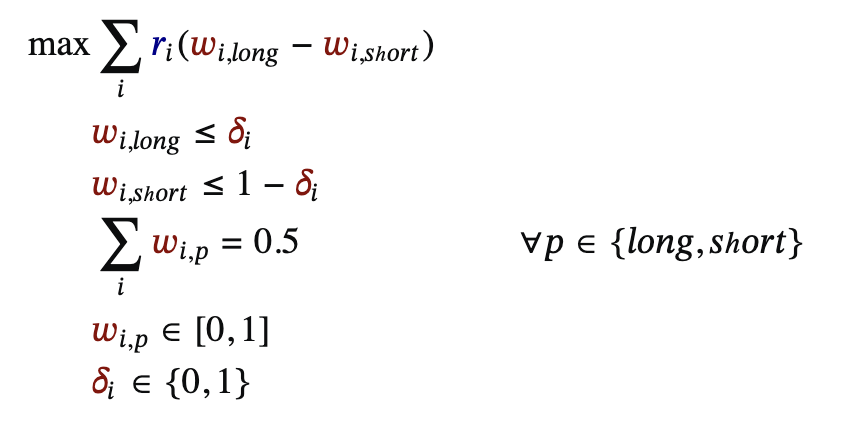 max ∑_i r_i(w_{i,long} − w_{i,short})
w_{i,long} ≤ δ_i
w_{i,short} ≤ 1 − δ_i
∑_i w_{i,p} = 0.5 ∀p ∈ {long, short}
w_{i,p} ∈ [0, 1]
δ_i ∈ {0, 1}